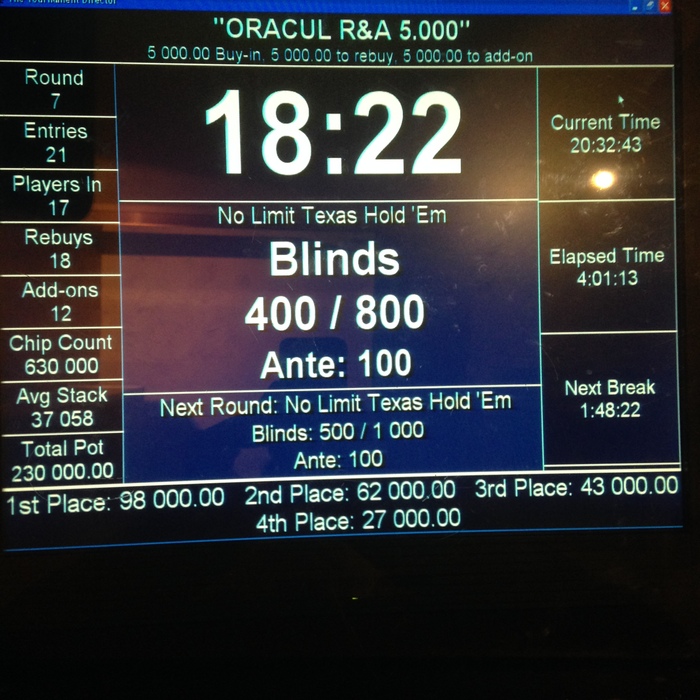 The Tournament Director
"ORACUL R&A 5.000"
5 000.00 Buy-in, 5 000.00 to rebuy, 5 000.00 to add-on
Round
7
Entries
21
Players In
17
Rebuys
18
Add-ons
12
Chip Count
630 000
Avg Stack
37 058
Total Pot
230 000.00
18:22
No Limit Texas Hold 'Em
Blinds
400 / 800
Ante: 100
Next Round: No Limit Texas Hold 'Em
Blinds: 500 / 1 000
Ante: 100
Current Time
20:32:43
Elapsed Time
4:01:13
Next Break
1:48:22
1st Place: 98 000.00 2nd Place: 62 000.00 3rd Place: 43 000.00
4th Place: 27 000.00